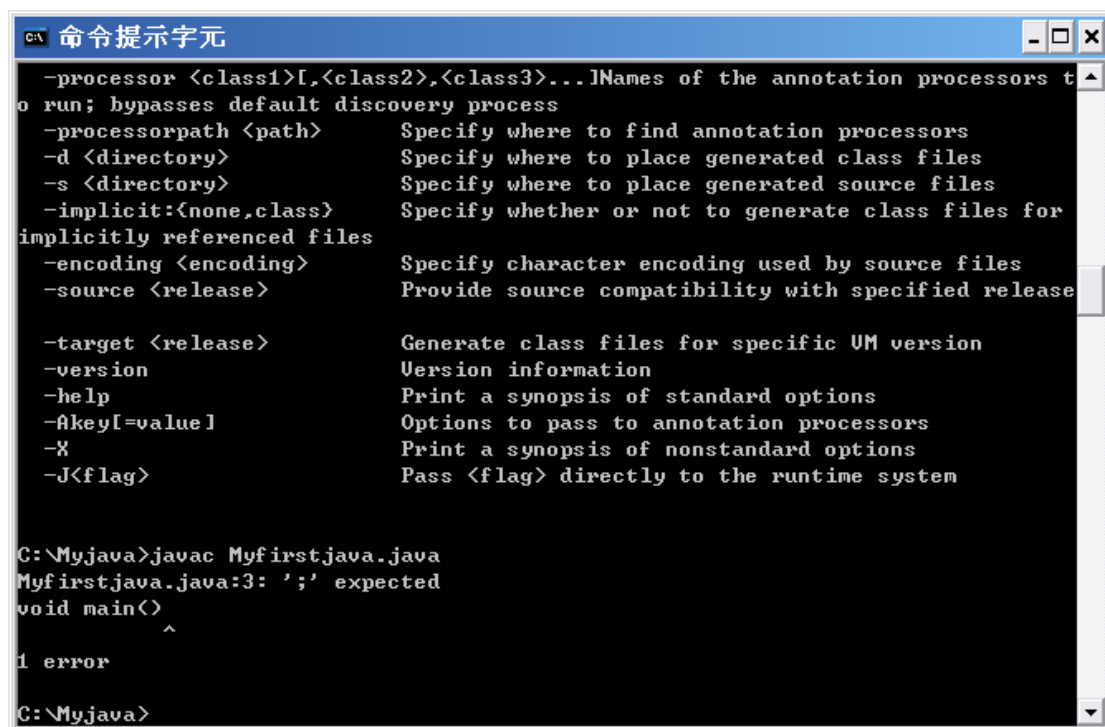 命令提示字元
  -processor <class1>[,<class2>,<class3>...]Names of the annotation processors t
o run; bypasses default discovery process
  -processorpath <path>      Specify where to find annotation processors
  -d <directory>             Specify where to place generated class files
  -s <directory>             Specify where to place generated source files
  -implicit:{none,class}     Specify whether or not to generate class files for
implicitly referenced files
  -encoding <encoding>       Specify character encoding used by source files
  -source <release>          Provide source compatibility with specified release
  -target <release>          Generate class files for specific VM version
  -version                   Version information
  -help                      Print a synopsis of standard options
  -Akey[=value]              Options to pass to annotation processors
  -X                         Print a synopsis of nonstandard options
  -J<flag>                   Pass <flag> directly to the runtime system
C:\Myjava>javac Myfirstjava.java
Myfirstjava.java:3: ';' expected
void main()
           ^
1 error
C:\Myjava>